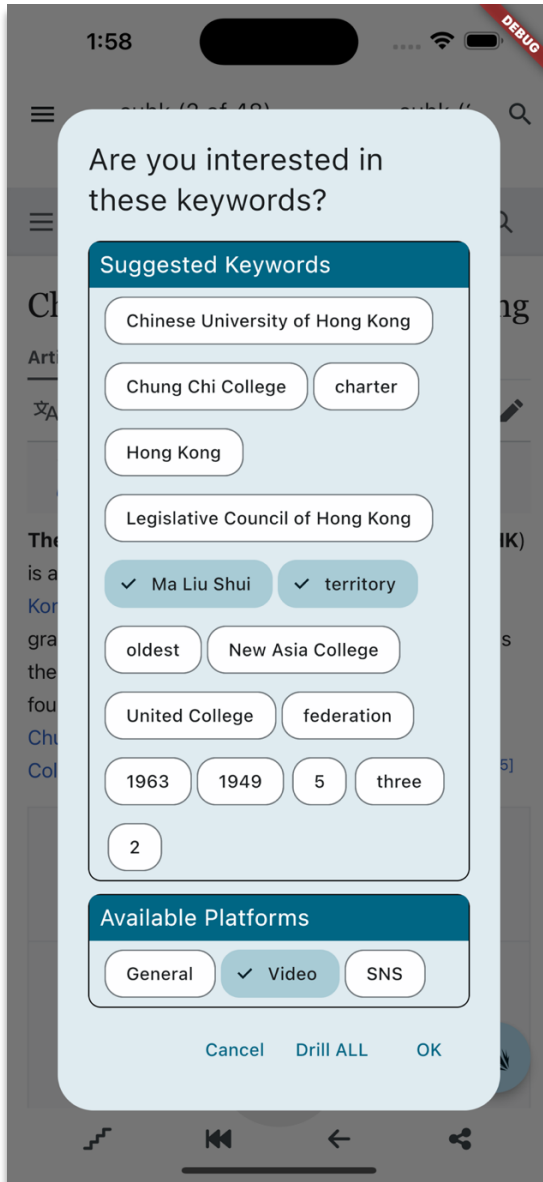 1:58
DEBUG
Are you interested in
these keywords?
Suggested Keywords
Chinese University of Hong Kong
Chung Chi College charter
Hong Kong
Legislative Council of Hong Kong
Ma Liu Shui territory
oldest New Asia College
United College federation
1963 1949 5 three
2
Available Platforms
General Video SNS
Cancel Drill ALL OK